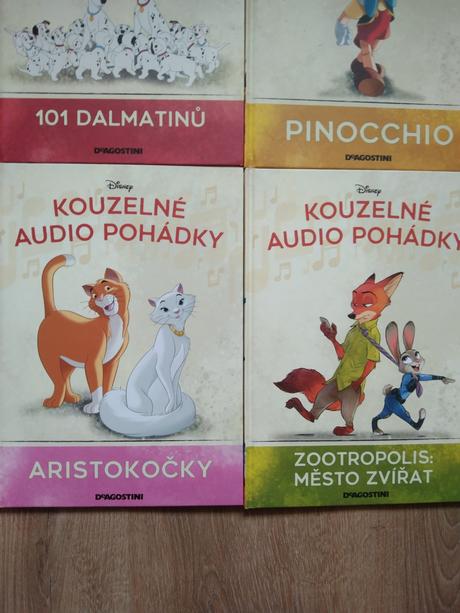 101 DALMATINŮ
DeAGOSTINI
PINOCCHIO
DeAGOSTINI
Disney
KOUZELNÉ
AUDIO POHÁDKY
ARISTOKOČKY
DeAGOSTINI
Disney
KOUZELNÉ
AUDIO POHÁDKY
ZOOTROPOLIS:
MĚSTO ZVÍŘAT
DeAGOSTINI